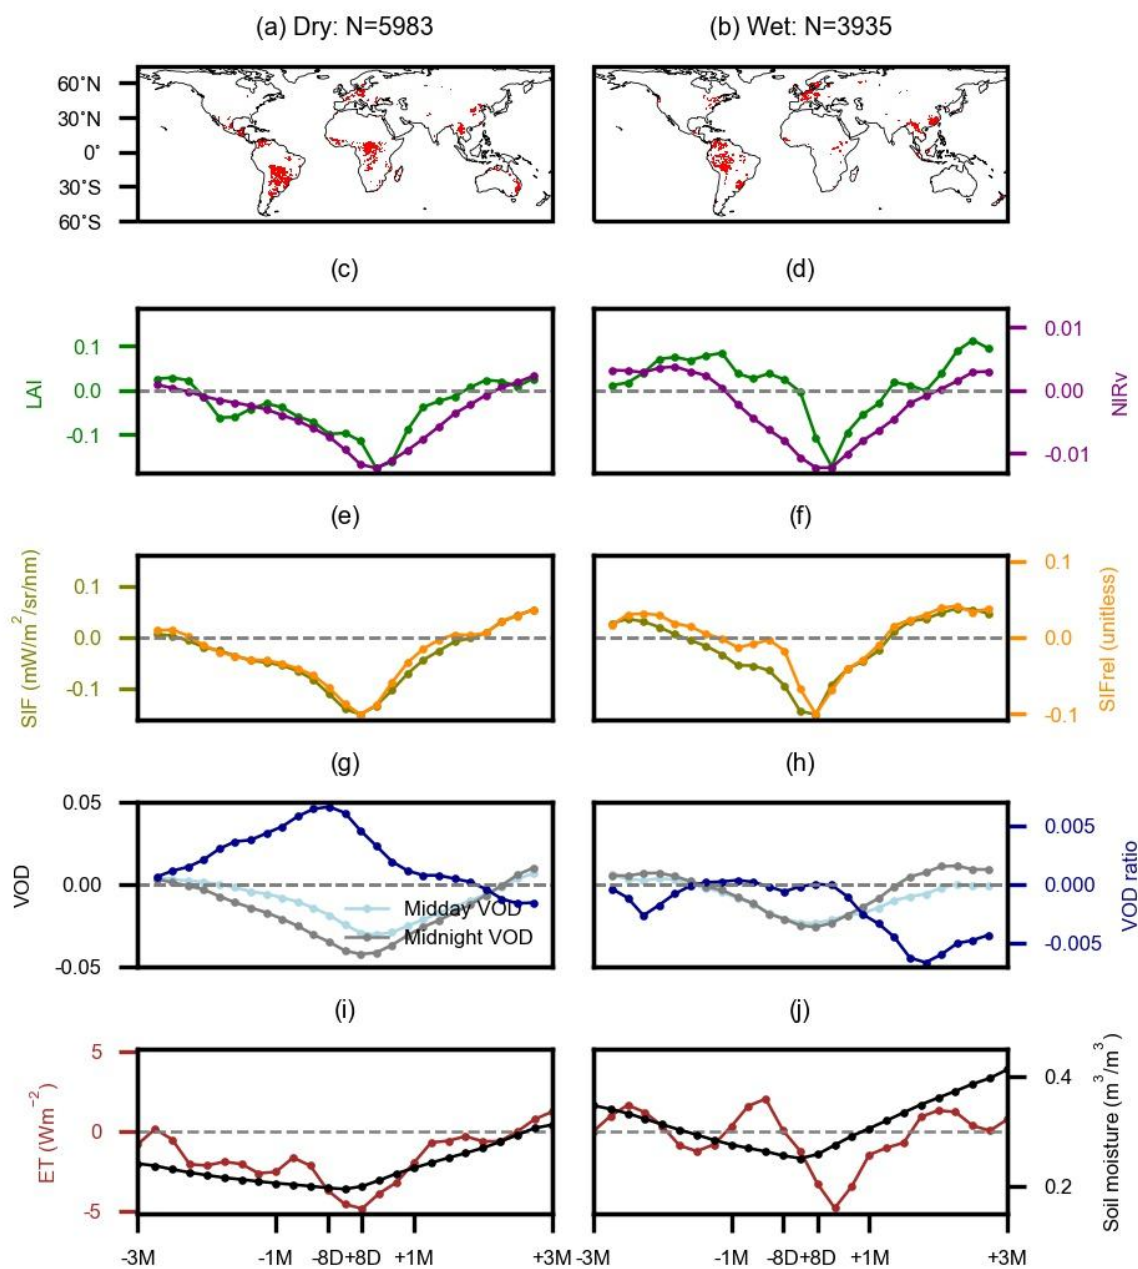 (a) Dry: N=5983
(b) Wet: N=3935
60°N
30°N
0°
30°S
60°S
(c)
(d)
LAI
0.1
0.0
-0.1
0.01
0.00
-0.01
NIRv
(e)
(f)
SIF (mW/m²/sr/nm)
0.1
0.0
-0.1
0.1
0.0
-0.1
SIFrel (unitless)
(g)
(h)
VOD
0.05
0.00
-0.05
Midday VOD
Midnight VOD
0.005
0.000
-0.005
VOD ratio
(i)
(j)
ET (Wm⁻²)
5
0
-5
0.4
0.2
Soil moisture (m³/m³)
-3M -1M -8D +8D +1M +3M
-3M -1M -8D +8D +1M +3M